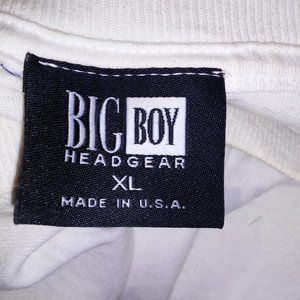 BIG BOY
HEADGEAR
XL
MADE IN U.S.A.